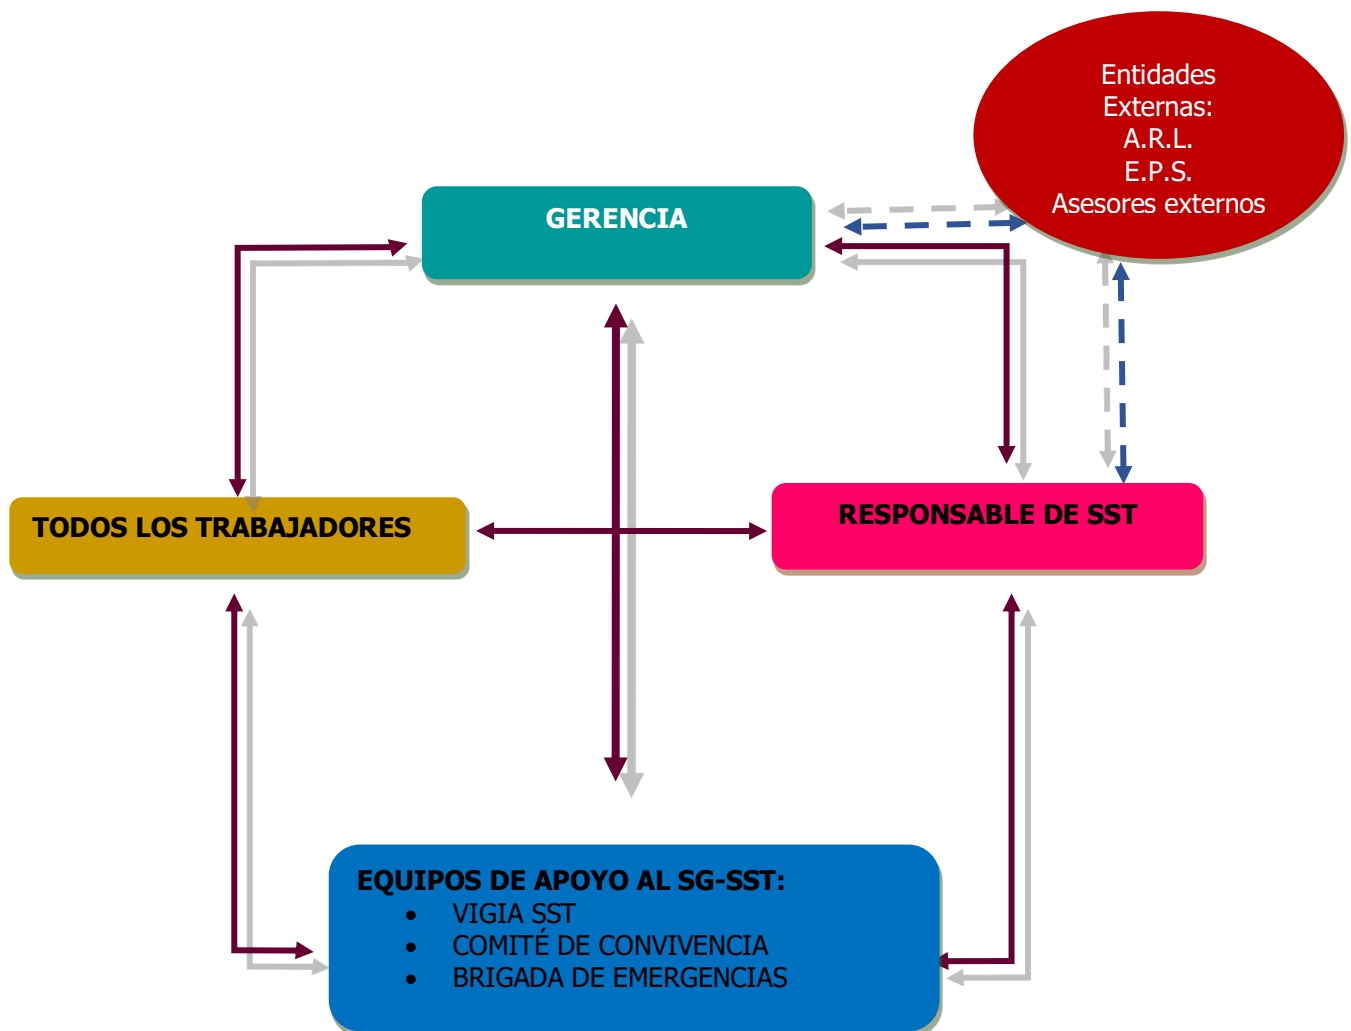 Entidades
Externas:
A.R.L.
E.P.S.
Asesores externos
GERENCIA
TODOS LOS TRABAJADORES
RESPONSABLE DE SST
EQUIPOS DE APOYO AL SG-SST:
• VIGIA SST
• COMITÉ DE CONVIVENCIA
• BRIGADA DE EMERGENCIAS